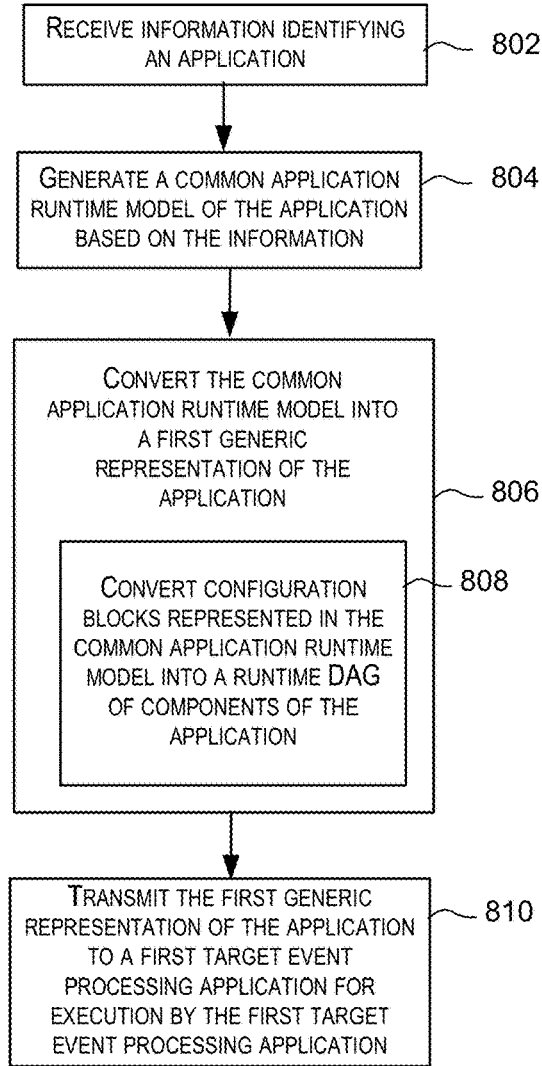 RECEIVE INFORMATION IDENTIFYING
AN APPLICATION
802
GENERATE A COMMON APPLICATION
RUNTIME MODEL OF THE APPLICATION
BASED ON THE INFORMATION
804
CONVERT THE COMMON
APPLICATION RUNTIME MODEL INTO
A FIRST GENERIC
REPRESENTATION OF THE
APPLICATION
806
CONVERT CONFIGURATION
BLOCKS REPRESENTED IN THE
COMMON APPLICATION RUNTIME
MODEL INTO A RUNTIME DAG
OF COMPONENTS OF THE
APPLICATION
808
TRANSMIT THE FIRST GENERIC
REPRESENTATION OF THE APPLICATION
TO A FIRST TARGET EVENT
PROCESSING APPLICATION FOR
EXECUTION BY THE FIRST TARGET
EVENT PROCESSING APPLICATION
810